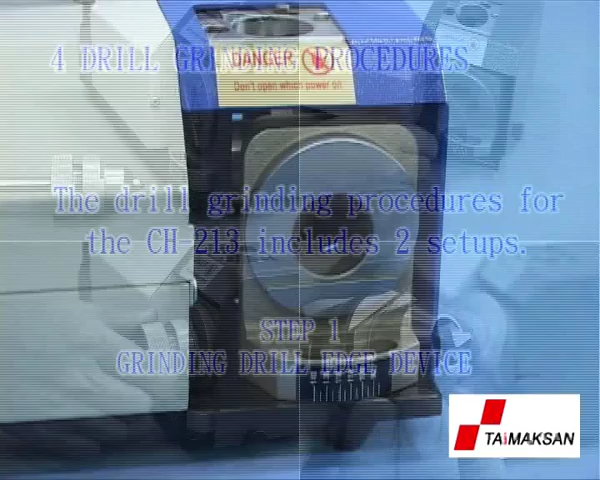 4 DRILL GRINDING PROCEDURES
DANGER
Don't open which power on
The drill grinding procedures for
the CH-213 includes 2 setups.
STEP 1
GRINDING DRILL EDGE DEVICE
TAiMAKSAN